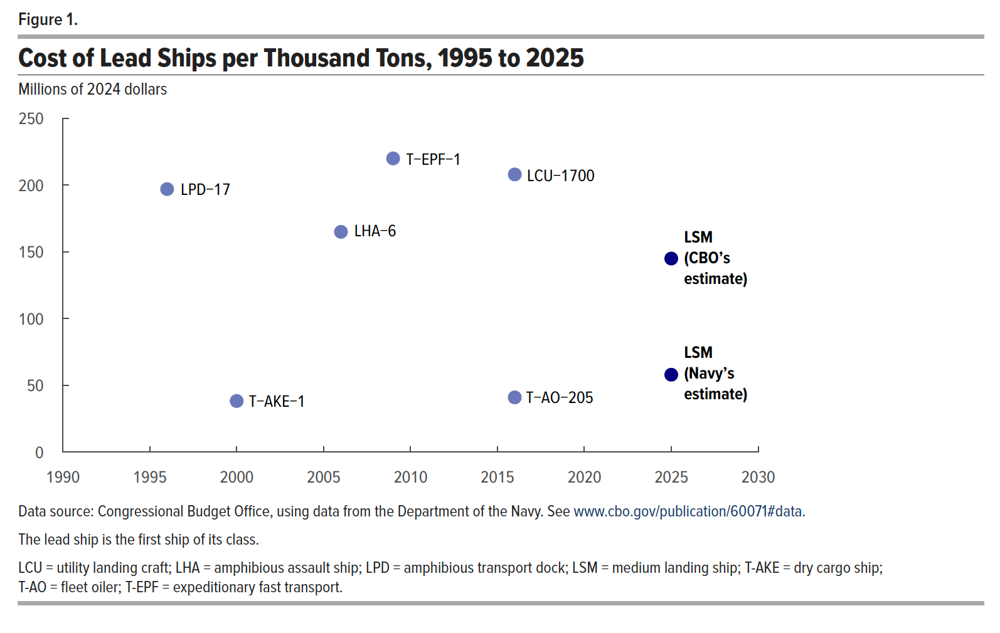 Figure 1.
Cost of Lead Ships per Thousand Tons, 1995 to 2025
Millions of 2024 dollars
250
200
150
100
50
0
T−EPF−1
LCU−1700
LPD−17
LHA−6
LSM
(CBO’s
estimate)
LSM
(Navy’s
estimate)
T−AKE−1
T−AO−205
1990 1995 2000 2005 2010 2015 2020 2025 2030
Data source: Congressional Budget Office, using data from the Department of the Navy. See www.cbo.gov/publication/60071#data.
The lead ship is the first ship of its class.
LCU = utility landing craft; LHA = amphibious assault ship; LPD = amphibious transport dock; LSM = medium landing ship; T-AKE = dry cargo ship;
T-AO = fleet oiler; T-EPF = expeditionary fast transport.